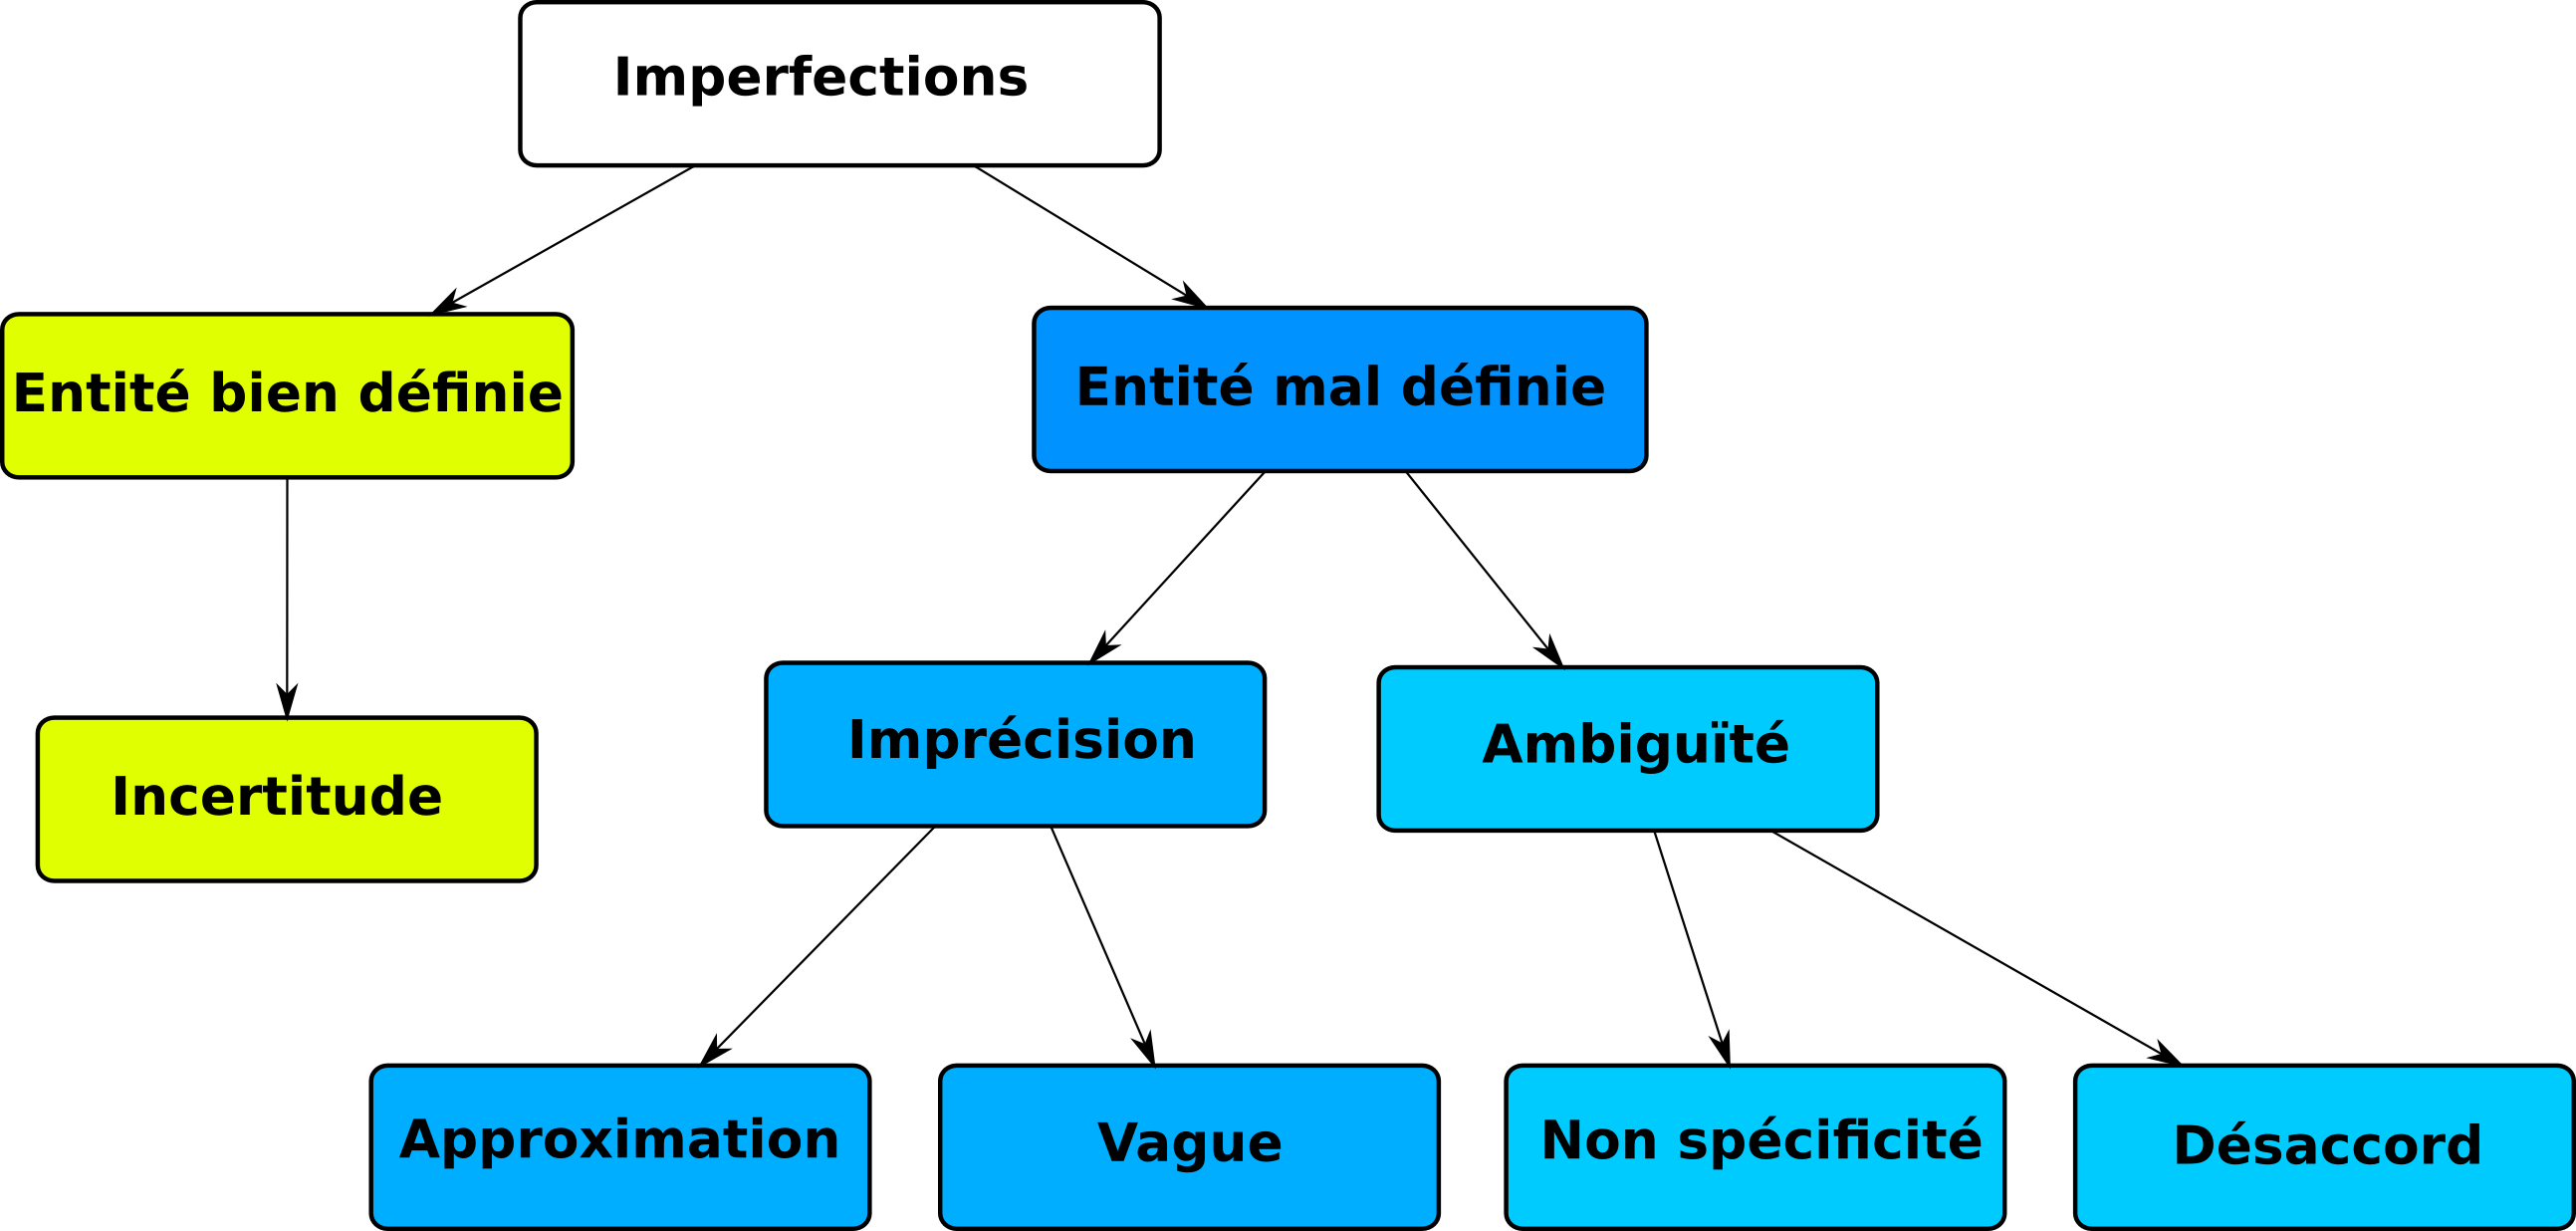 Imperfections
Entité bien définie
Entité mal définie
Incertitude
Imprécision
Ambiguïté
Approximation
Vague
Non spécificité
Désaccord